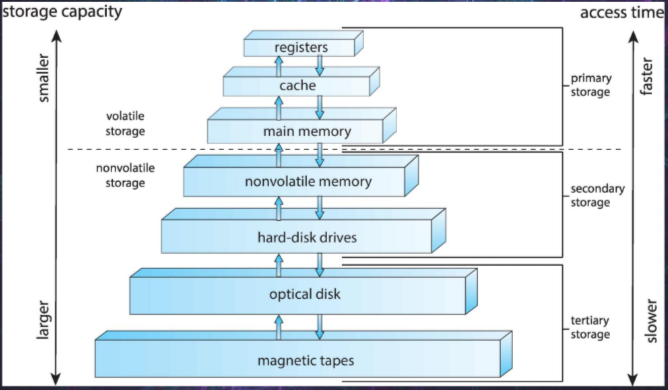 storage capacity
access time
smaller
larger
volatile
storage
nonvolatile
storage
registers
cache
main memory
nonvolatile memory
hard-disk drives
optical disk
magnetic tapes
primary
storage
secondary
storage
tertiary
storage
faster
slower